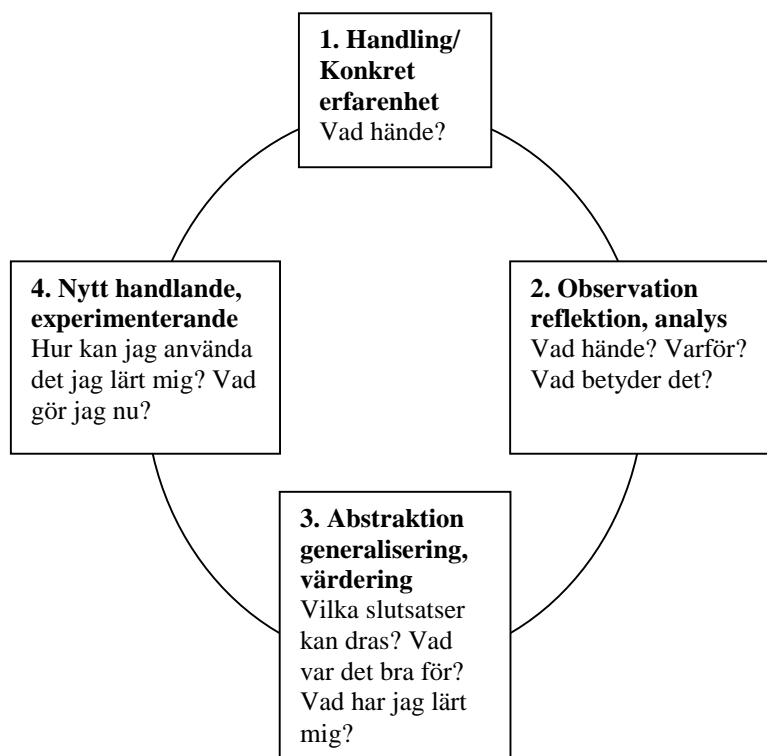 1. Handling/
Konkret
erfarenhet
Vad hände?
2. Observation
reflektion, analys
Vad hände? Varför?
Vad betyder det?
3. Abstraktion
generalisering,
värdering
Vilka slutsatser
kan dras? Vad
var det bra för?
Vad har jag lärt
mig?
4. Nytt handlande,
experimenterande
Hur kan jag använda
det jag lärt mig? Vad
gör jag nu?